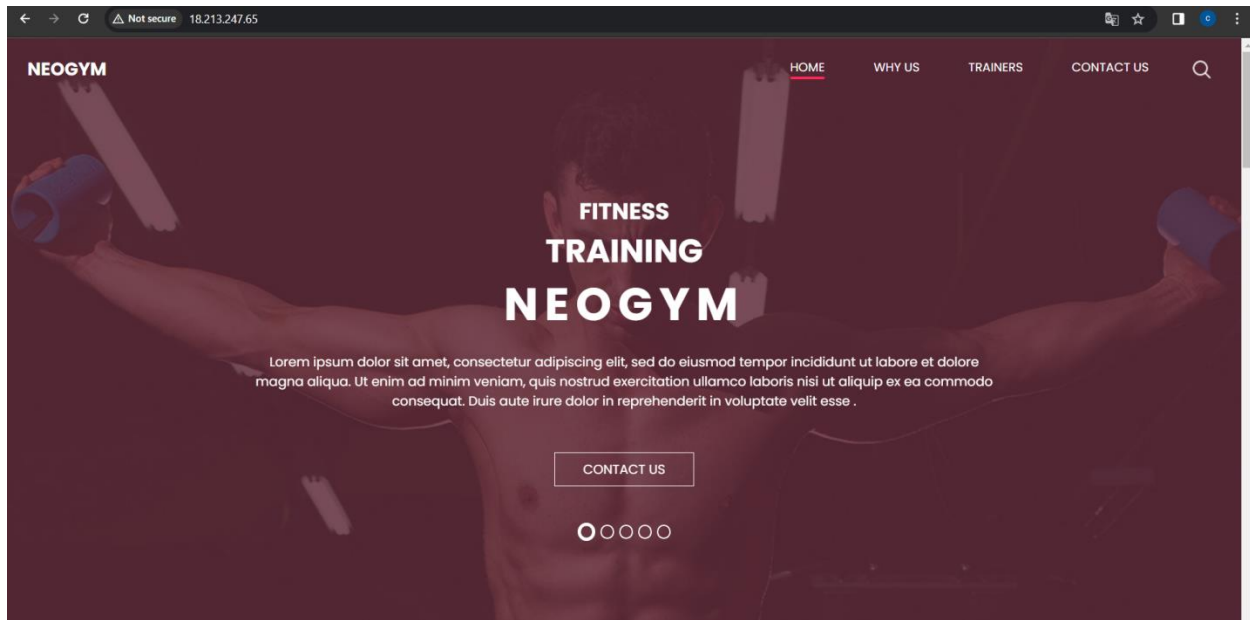 Not secure 18.213.247.65
C
NEOGYM
HOME WHY US TRAINERS CONTACT US
FITNESS
TRAINING
NEOGYM
Lorem ipsum dolor sit amet, consectetur adipiscing elit, sed do eiusmod tempor incididunt ut labore et dolore
magna aliqua. Ut enim ad minim veniam, quis nostrud exercitation ullamco laboris nisi ut aliquip ex ea commodo
consequat. Duis aute irure dolor in reprehenderit in voluptate velit esse .
CONTACT US